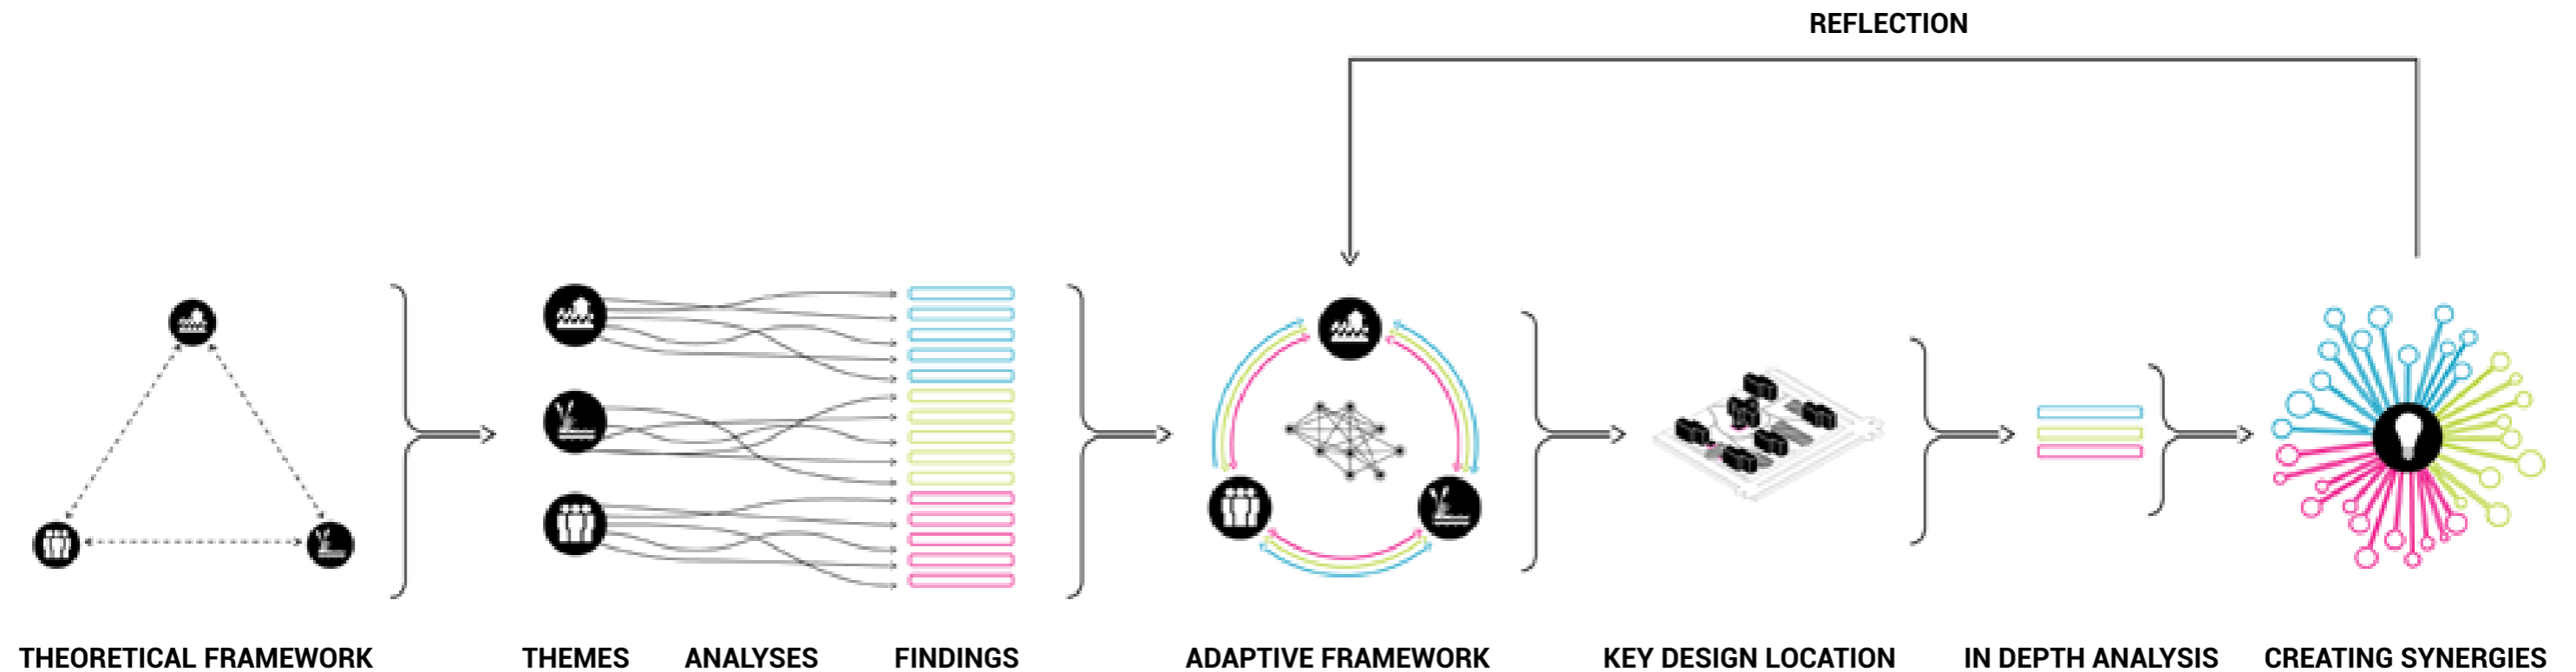 REFLECTION
THEORETICAL FRAMEWORK
THEMES
ANALYSES
FINDINGS
ADAPTIVE FRAMEWORK
KEY DESIGN LOCATION
IN DEPTH ANALYSIS
CREATING SYNERGIES